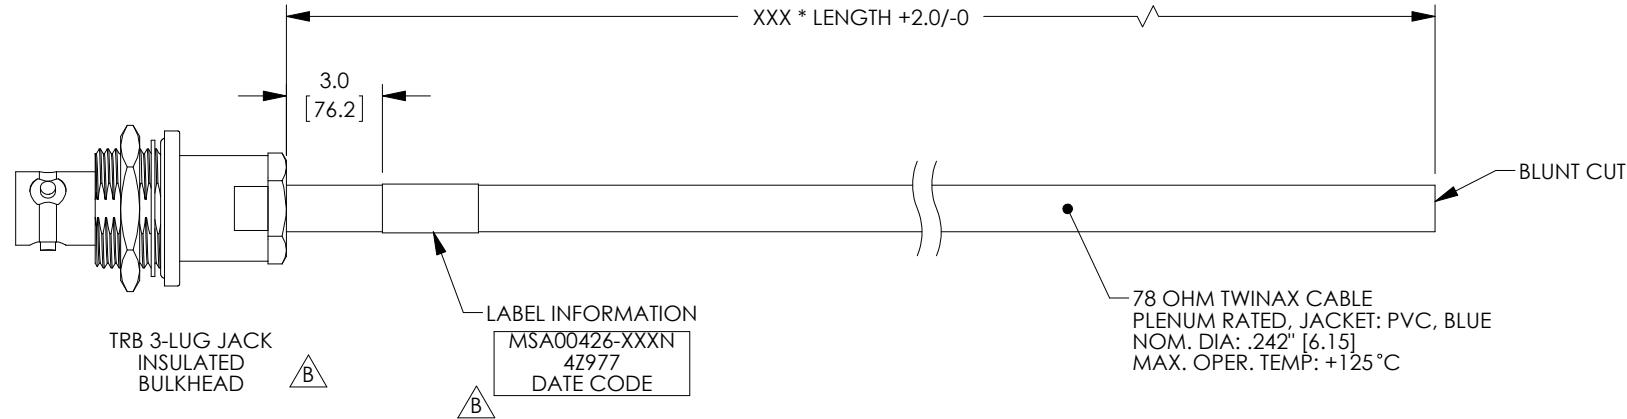 XXX * LENGTH +2.0/-0
3.0
[76.2]
BLUNT CUT
TRB 3-LUG JACK
INSULATED
BULKHEAD
B
LABEL INFORMATION
MSA00426-XXXN
4Z977
DATE CODE
B
78 OHM TWINAX CABLE
PLENUM RATED, JACKET: PVC, BLUE
NOM. DIA: .242" [6.15]
MAX. OPER. TEMP: +125°C